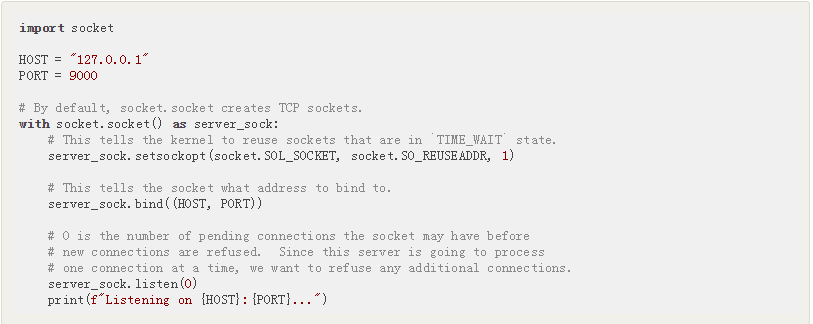 import socket
HOST = "127.0.0.1"
PORT = 9000
# By default, socket.socket creates TCP sockets.
with socket.socket() as server_sock:
# This tells the kernel to reuse sockets that are in `TIME_WAIT` state.
server_sock.setsockopt(socket.SOL_SOCKET, socket.SO_REUSEADDR, 1)
# This tells the socket what address to bind to.
server_sock.bind((HOST, PORT))
# 0 is the number of pending connections the socket may have before
# new connections are refused.  Since this server is going to process
# one connection at a time, we want to refuse any additional connections.
server_sock.listen(0)
print(f"Listening on {HOST}:{PORT}...")